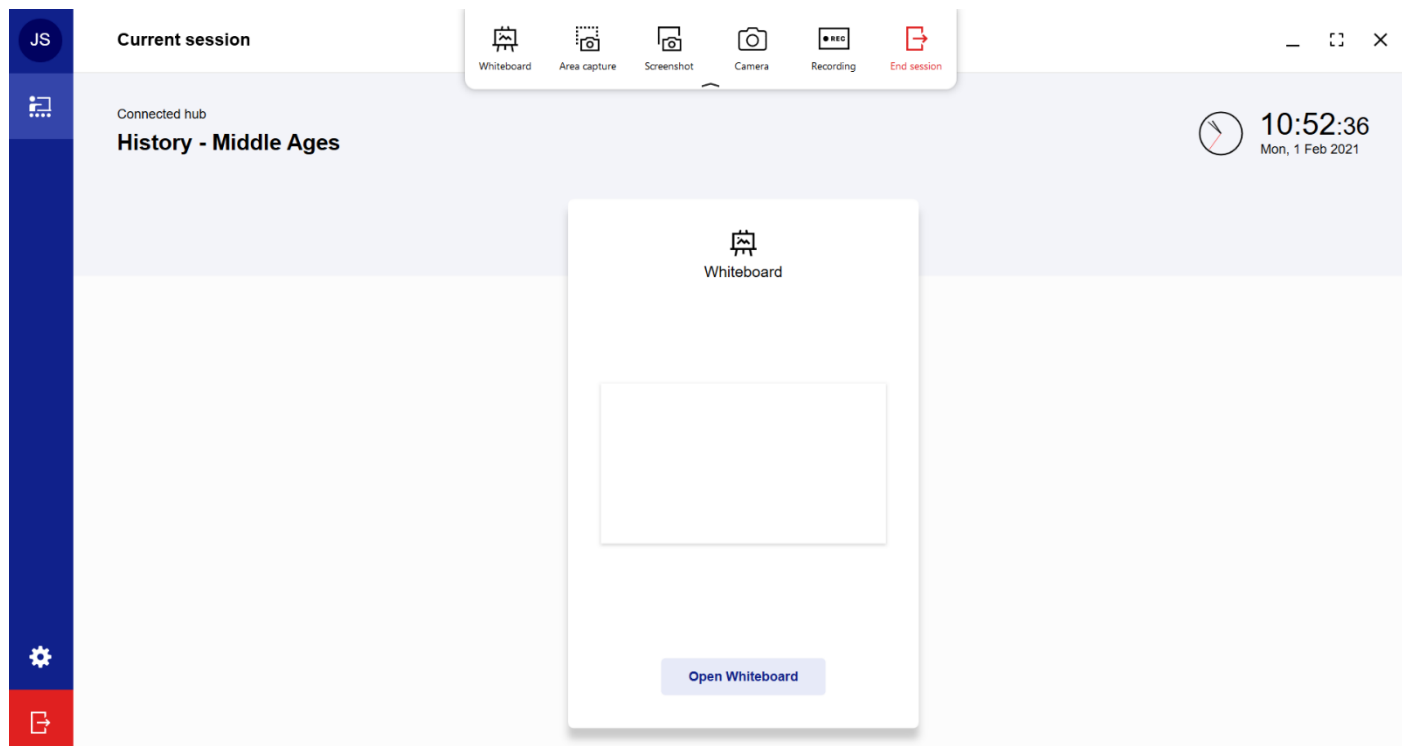 JS
Current session
Whiteboard
Area capture
Screenshot
Camera
REC
Recording
End session
Connected hub
History - Middle Ages
10:52:36
Mon, 1 Feb 2021
Whiteboard
Open Whiteboard